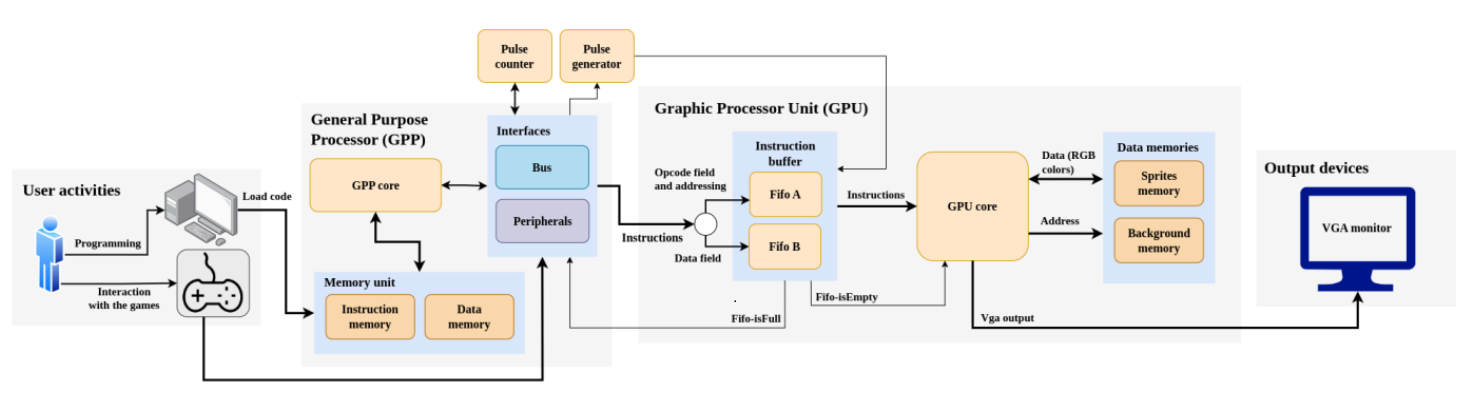 Pulse
counter
Pulse
generator
General Purpose
Processor (GPP)
Graphic Processor Unit (GPU)
Interfaces
Bus
Peripherals
GPP core
Memory unit
Instruction
memory
Data
memory
User activities
Programming
Interaction
with the games
Load code
Instructions
Opcode field
and addressing
Data field
Instruction
buffer
Fifo A
Fifo B
Instructions
Fifo-isEmpty
Fifo-isFull
GPU core
Data (RGB
colors)
Address
Data memories
Sprites
memory
Background
memory
Vga output
Output devices
VGA monitor